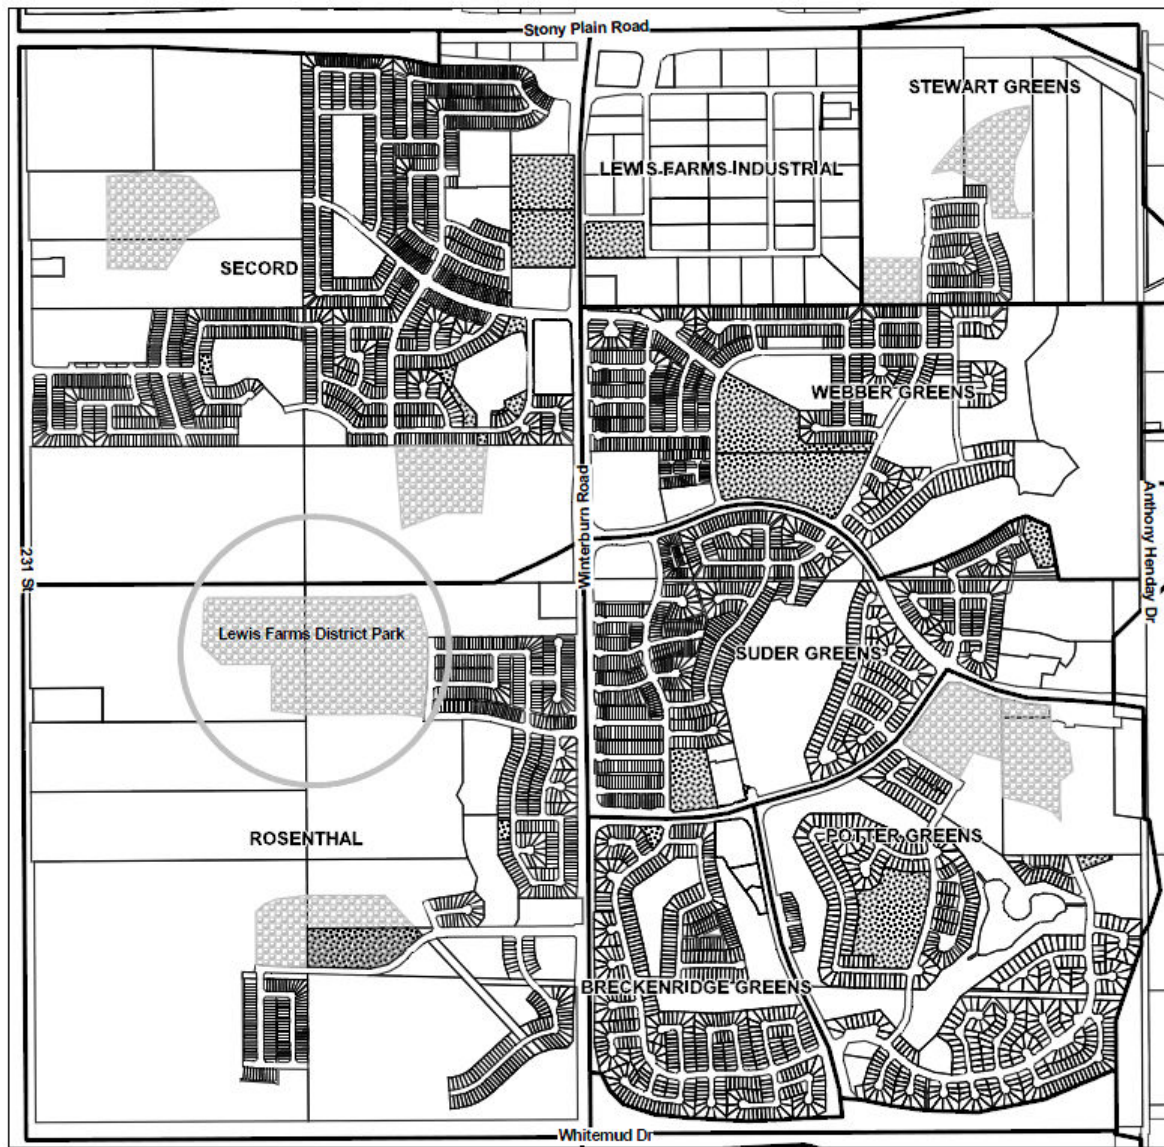 Stony Plain Road
STEWART GREENS
LEWIS FARMS INDUSTRIAL
SECORD
WEBBER GREENS
Winterburn Road
Anthony Henday Dr
231 St
Lewis Farms District Park
SUDER GREENS
ROSENTHAL
POTTER GREENS
BRECKENRIDGE GREENS
Whitemud Dr